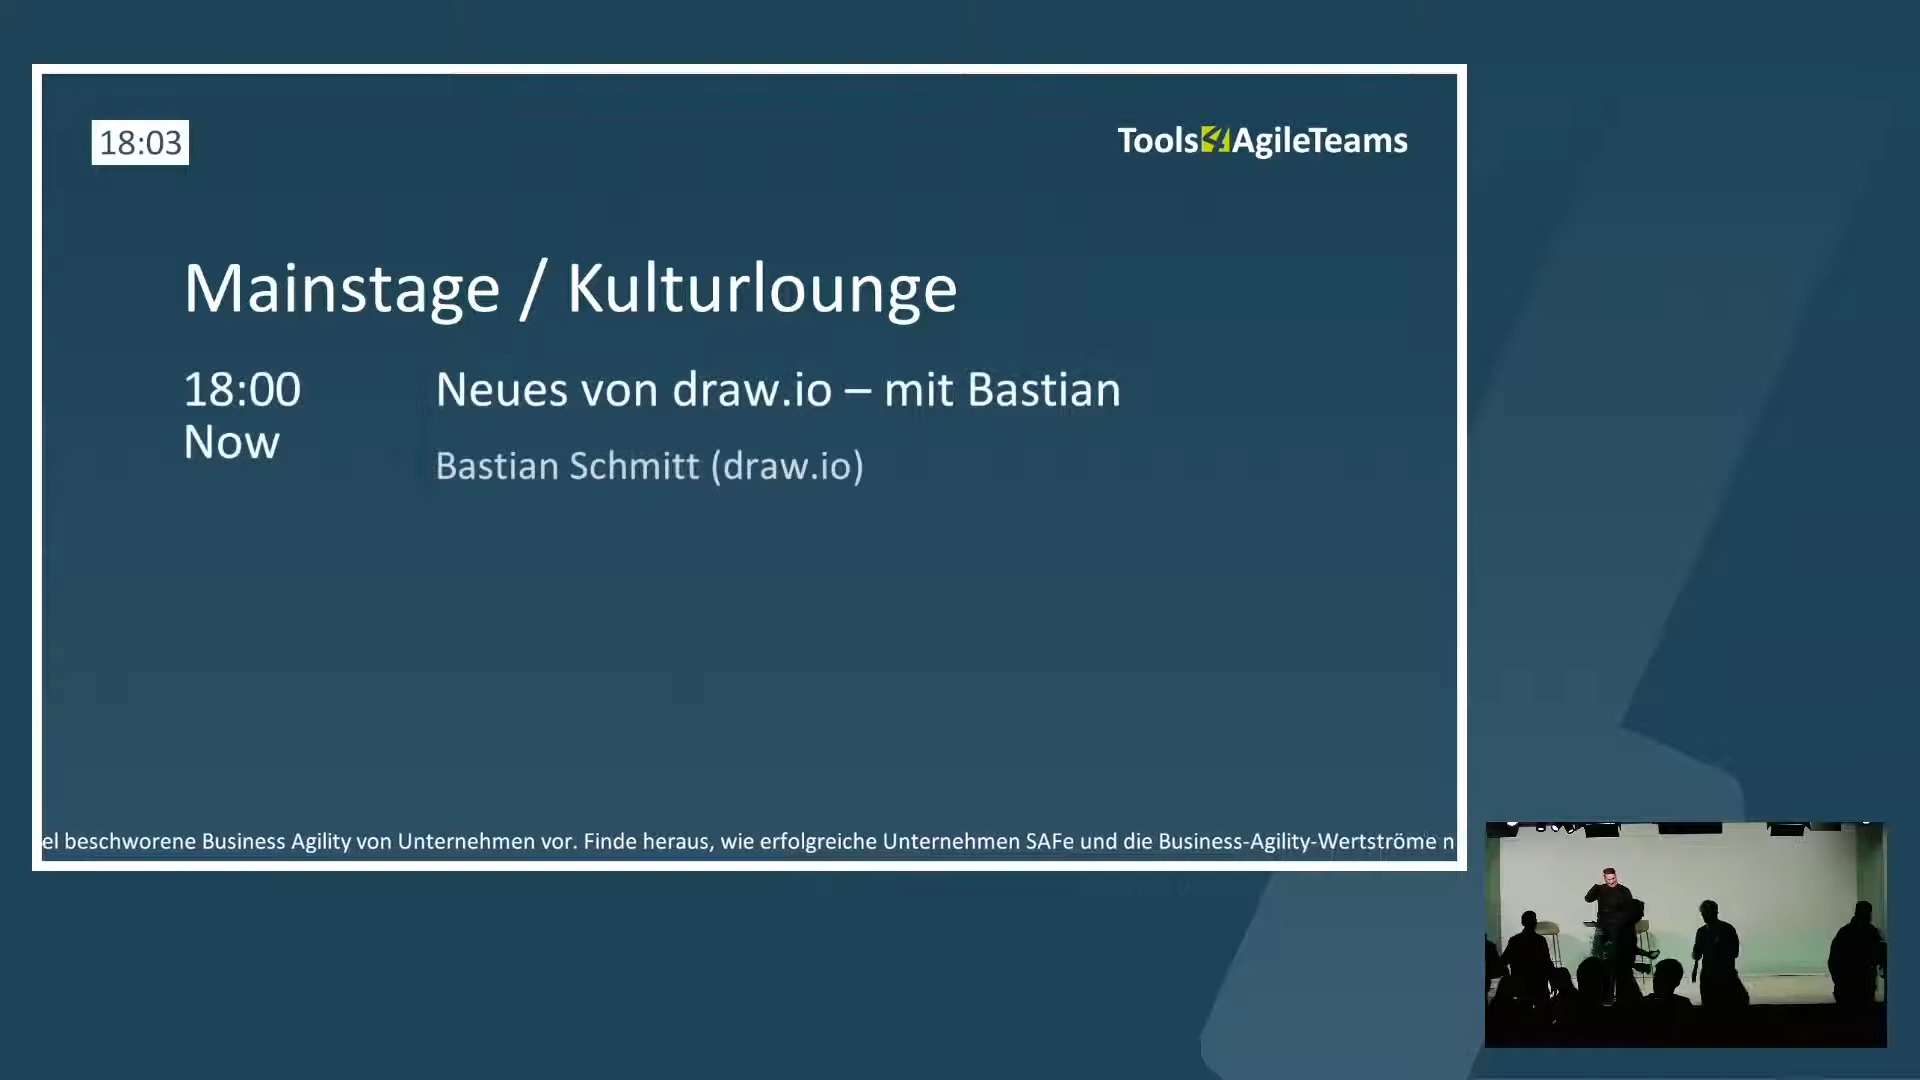 18:03
Tools4AgileTeams
Mainstage / Kulturlounge
18:00
Now
Neues von draw.io – mit Bastian
Bastian Schmitt (draw.io)
el beschworene Business Agility von Unternehmen vor. Finde heraus, wie erfolgreiche Unternehmen SAFe und die Business-Agility-Wertströme n